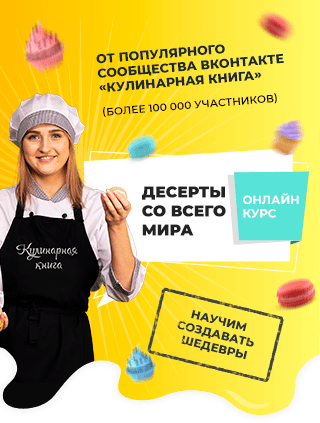 ОТ ПОПУЛЯРНОГО
СООБЩЕСТВА ВКОНТАКТЕ
«КУЛИНАРНАЯ КНИГА»
(БОЛЕЕ 100 000 УЧАСТНИКОВ)
ДЕСЕРТЫ
СО ВСЕГО
МИРА
ОНЛАЙН
КУРС
Кулинарная
книга
НАУЧИМ
СОЗДАВАТЬ
ШЕДЕВРЫ